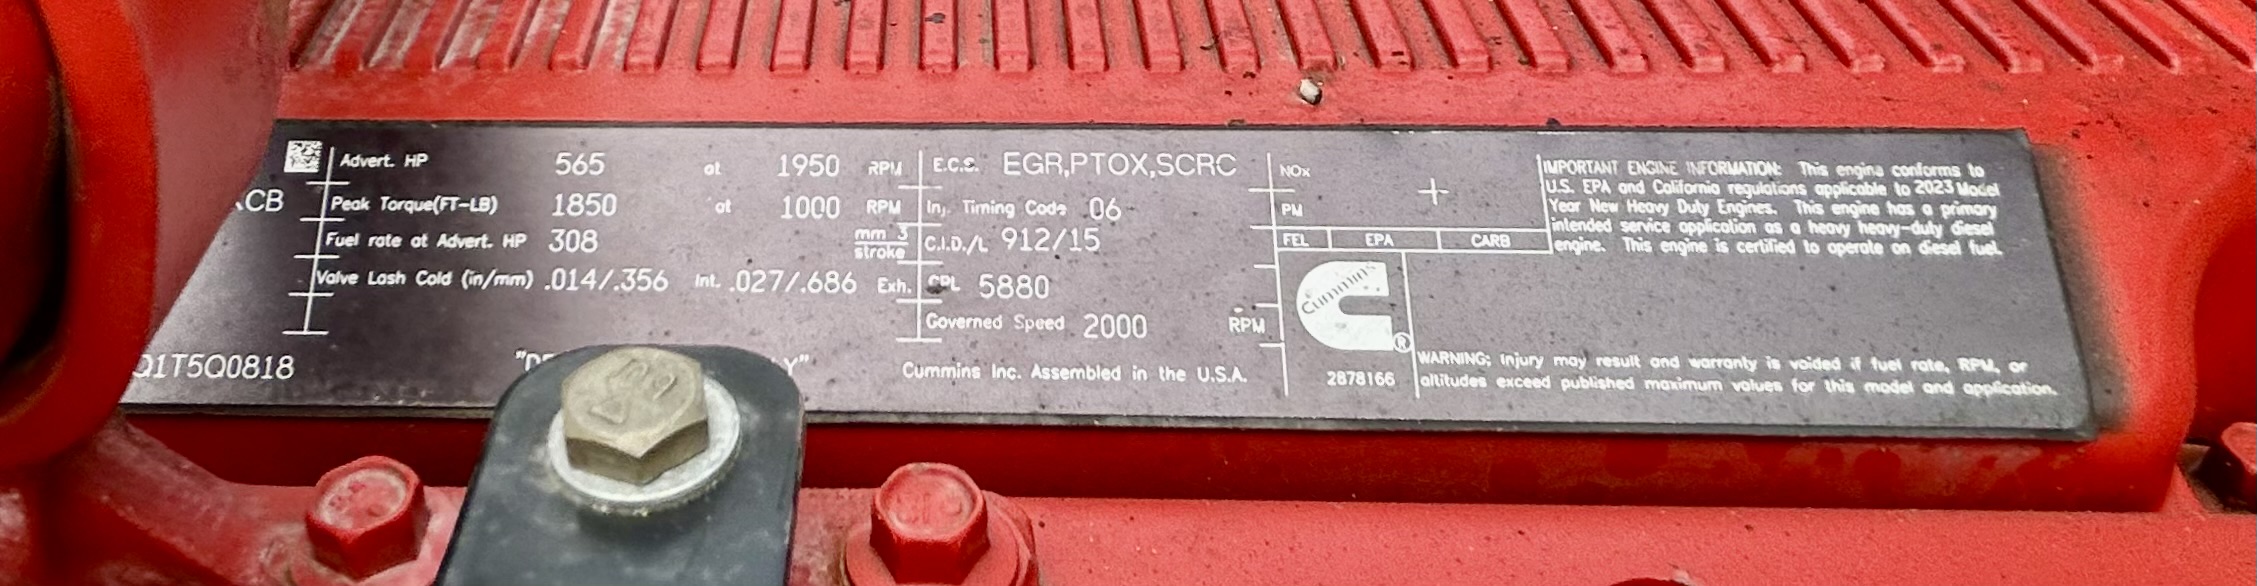 Advert. HP 565 at 1950 RPM
CB Peak Torque(FT-LB) 1850 at 1000 RPM
Fuel rate at Advert. HP 308 mm 3 stroke
Valve Lash Cold (in/mm) .014/.356 Int. .027/.686 Exh.
Q1T5Q0818
E.C.S. EGR,PTOX,SCRC
Inj. Timing Code 06
C.I.D./L 912/15
CPL 5880
Governed Speed 2000 RPM
Cummins Inc. Assembled in the U.S.A.
NOx
PM
FEL EPA CARB
Cummins ®
2878166
IMPORTANT ENGINE INFORMATION: This engine conforms to
U.S. EPA and California regulations applicable to 2023 Model
Year New Heavy Duty Engines. This engine has a primary
intended service application as a heavy heavy-duty diesel
engine. This engine is certified to operate on diesel fuel.
WARNING; Injury may result and warranty is voided if fuel rate, RPM, or
altitudes exceed published maximum values for this model and application.